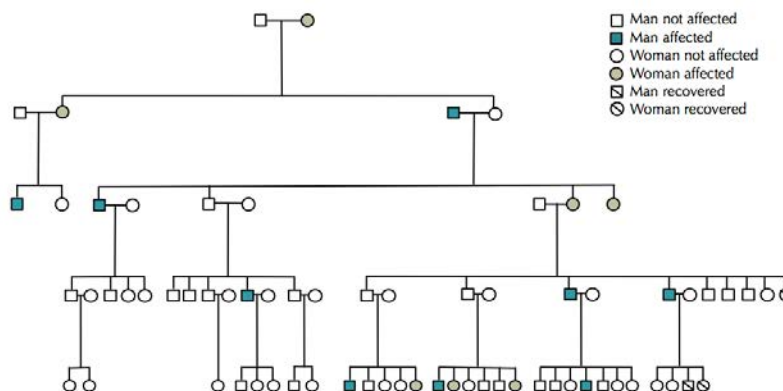 Man not affected
Man affected
Woman not affected
Woman affected
Man recovered
Woman recovered